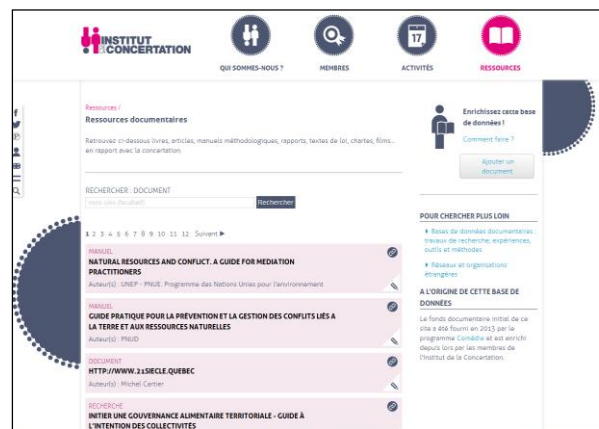 INSTITUT
DE LA CONCERTATION
QUI SOMMES-NOUS ?
MEMBRES
17
ACTIVITÉS
RESSOURCES
Ressources /
Ressources documentaires
Retrouvez ci-dessous livres, articles, manuels méthodologiques, rapports, textes de loi, chartes, films...
en rapport avec la concertation
RECHERCHER : DOCUMENT
mots clés (facultatif)
Rechercher
1 2 3 4 5 6 7 8 9 10 11 12 Suivant ▶
MANUEL
NATURAL RESOURCES AND CONFLICT. A GUIDE FOR MEDIATION
PRACTITIONERS
Auteur(s) : UNEP - PNUE. Programme des Nations Unies pour l'environnement
MANUEL
GUIDE PRATIQUE POUR LA PRÉVENTION ET LA GESTION DES CONFLITS LIÉS A
LA TERRE ET AUX RESSOURCES NATURELLES
Auteur(s) : PNUD
DOCUMENT
HTTP://WWW.21SIECLE.QUEBEC
Auteur(s) : Michel Cartier
RECHERCHE
INITIER UNE GOUVERNANCE ALIMENTAIRE TERRITORIALE - GUIDE À
L'INTENTION DES COLLECTIVITÉS
Enrichissez cette base
de données !
Comment faire ?
Ajouter un
document
POUR CHERCHER PLUS LOIN
Bases de données documentaires :
travaux de recherche, expériences,
outils et méthodes
Réseaux et organisations
étrangères
A L'ORIGINE DE CETTE BASE DE
DONNÉES
Le fonds documentaire initial de ce
site a été fourni en 2013 par le
programme Comédie et est enrichi
depuis lors par les membres de
l'Institut de la Concertation.